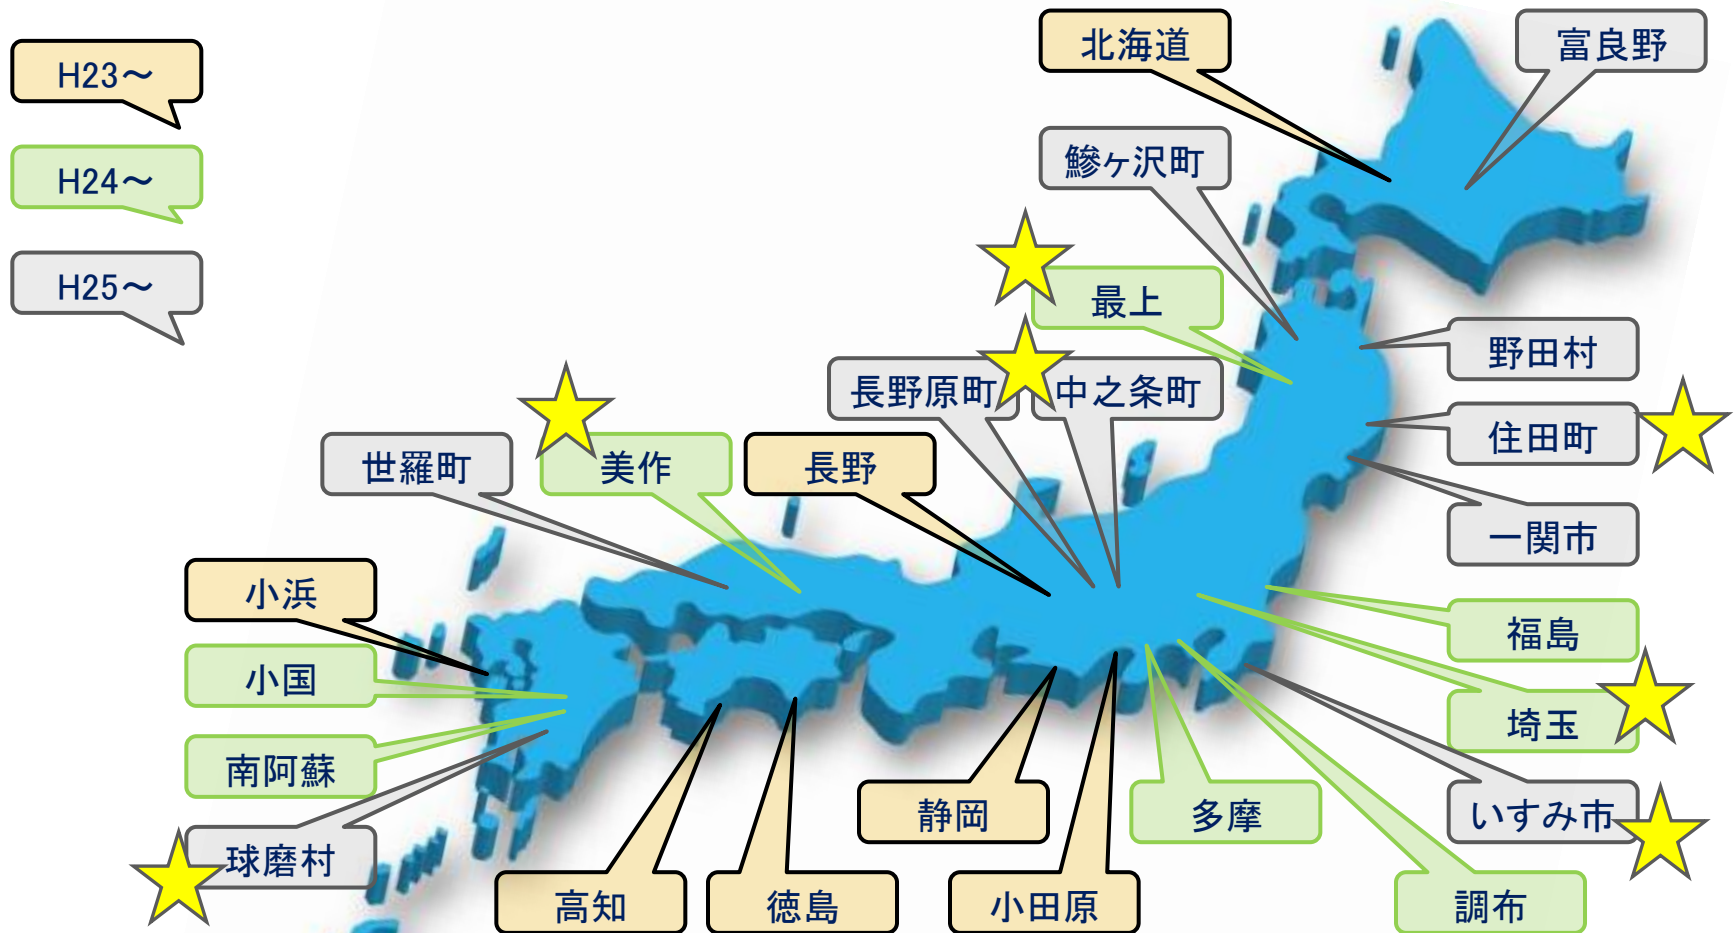 H23～
H24～
H25～
北海道
富良野
鰺ヶ沢町
最上
野田村
長野原町
中之条町
住田町
世羅町
美作
長野
一関市
小浜
福島
小国
埼玉
南阿蘇
静岡
多摩
いすみ市
球磨村
高知
徳島
小田原
調布